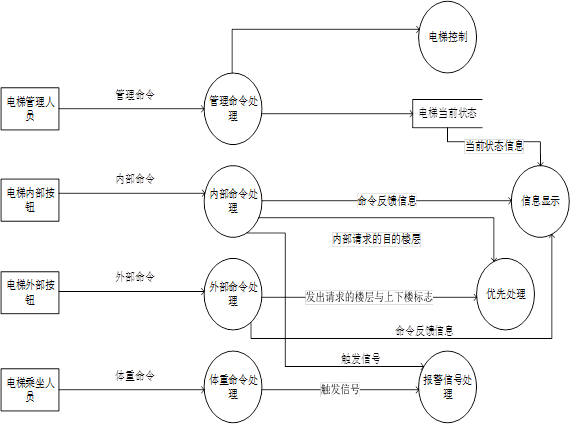 电梯控制
管理命令
电梯管理人
员
管理命令处
理
电梯当前状态
当前状态信息
内部命令
电梯内部按
钮
内部命令处
理
命令反馈信息
信息显示
内部请求的目的楼层
外部命令
电梯外部按
钮
外部命令处
理
发出请求的楼层与上下楼标志
优先处理
命令反馈信息
触发信号
体重命令
电梯乘坐人
员
体重命令处
理
触发信号
报警信号处
理